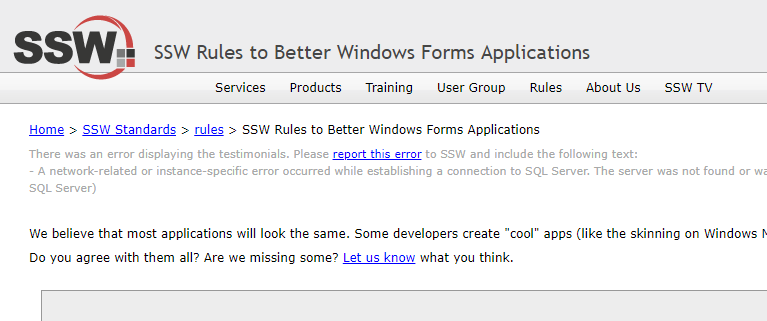 SSW
SSW Rules to Better Windows Forms Applications
Services Products Training User Group Rules About Us SSW TV
Home > SSW Standards > rules > SSW Rules to Better Windows Forms Applications
There was an error displaying the testimonials. Please report this error to SSW and include the following text:
- A network-related or instance-specific error occurred while establishing a connection to SQL Server. The server was not found or wa
SQL Server)
We believe that most applications will look the same. Some developers create "cool" apps (like the skinning on Windows
Do you agree with them all? Are we missing some? Let us know what you think.